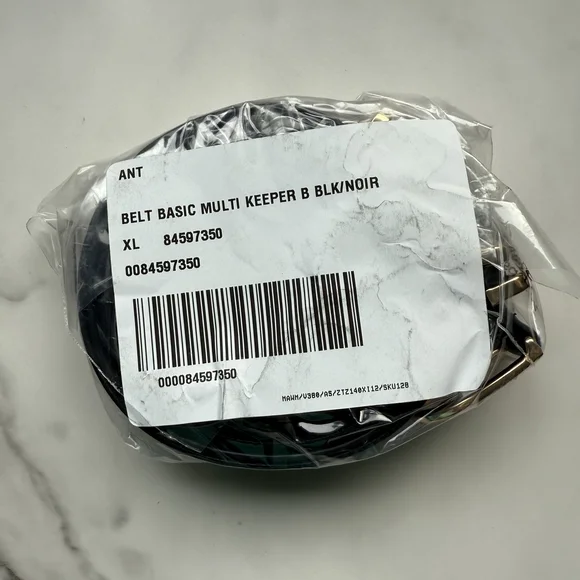 ANT
BELT BASIC MULTI KEEPER B BLK/NOIR
XL 84597350
0084597350
000084597350
MAWM/V380/A5/ZTZ140XI12/SKU128